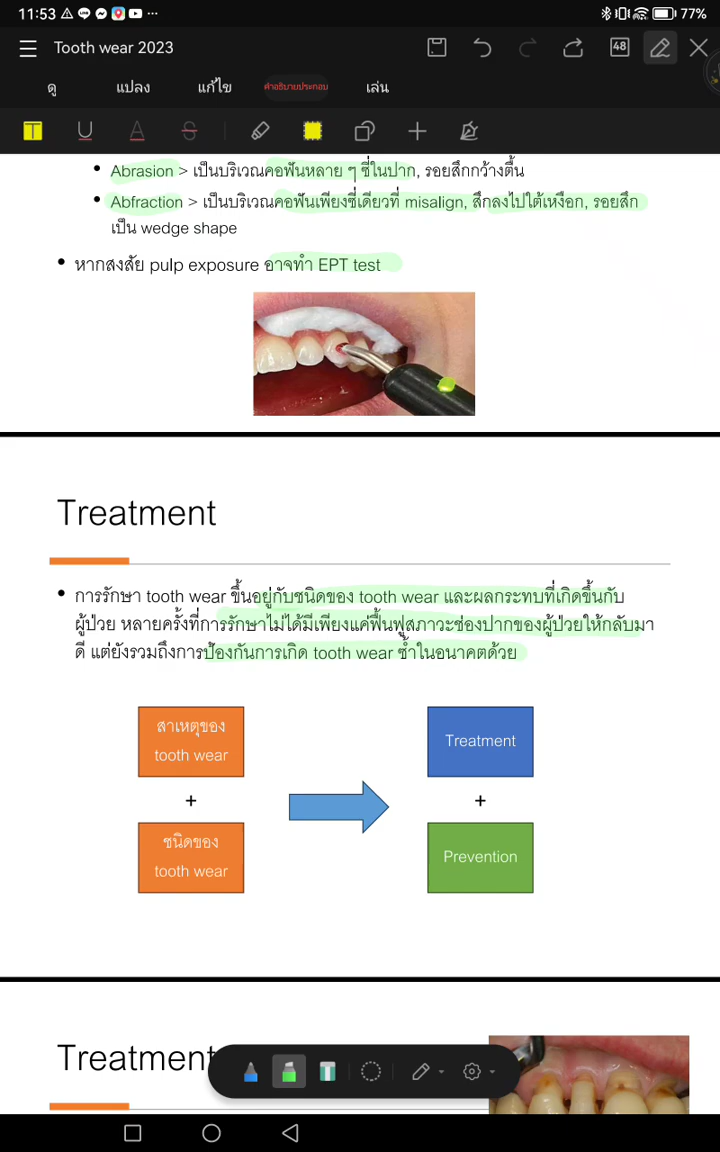 11:53
77%
Tooth wear 2023
48
ดู แปลง แก้ไข คำอธิบายประกอบ เล่น
• Abrasion > เป็นบริเวณคอฟันหลาย ๆ ซี่ในปาก, รอยสึกกว้างตื้น
• Abfraction > เป็นบริเวณคอฟันเพียงซี่เดียวที่ misalign, สึกลงไปใต้เหงือก, รอยสึก
เป็น wedge shape
• หากสงสัย pulp exposure อาจทำ EPT test
Treatment
• การรักษา tooth wear ขึ้นอยู่กับชนิดของ tooth wear และผลกระทบที่เกิดขึ้นกับ
ผู้ป่วย หลายครั้งที่การรักษาไม่ได้มีเพียงแค่ฟื้นฟูสภาวะช่องปากของผู้ป่วยให้กลับมา
ดี แต่ยังรวมถึงการป้องกันการเกิด tooth wear ซ้ำในอนาคตด้วย
สาเหตุของ
tooth wear
+
ชนิดของ
tooth wear
Treatment
+
Prevention
Treatment